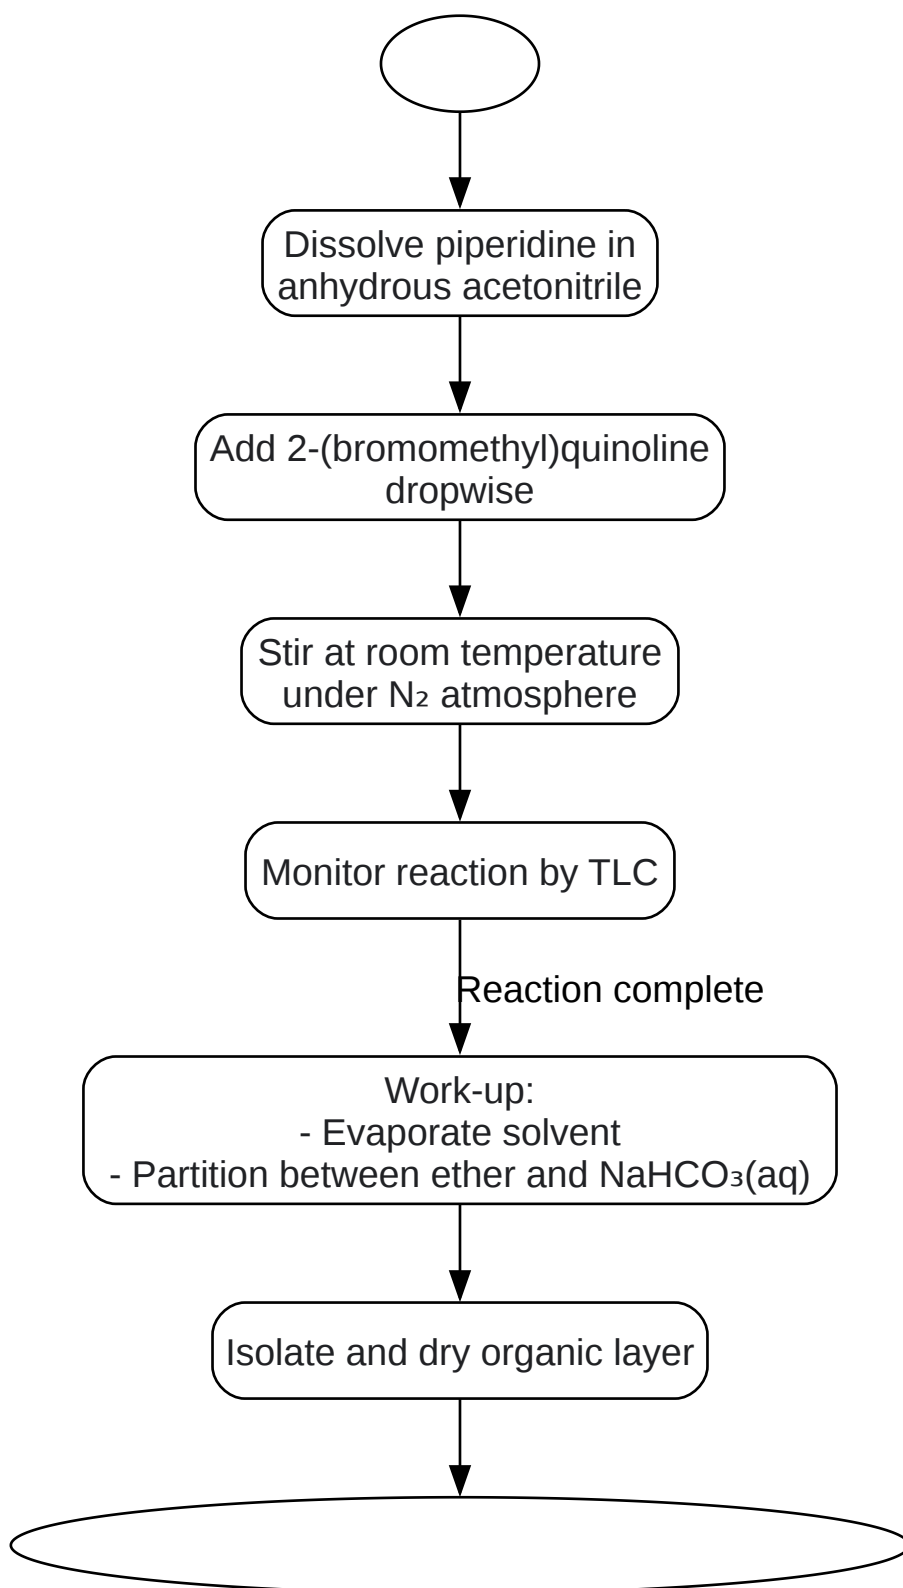 Dissolve piperidine in
anhydrous acetonitrile
Add 2-(bromomethyl)quinoline
dropwise
Stir at room temperature
under N₂ atmosphere
Monitor reaction by TLC
Reaction complete
Work-up:
- Evaporate solvent
- Partition between ether and NaHCO₃(aq)
Isolate and dry organic layer